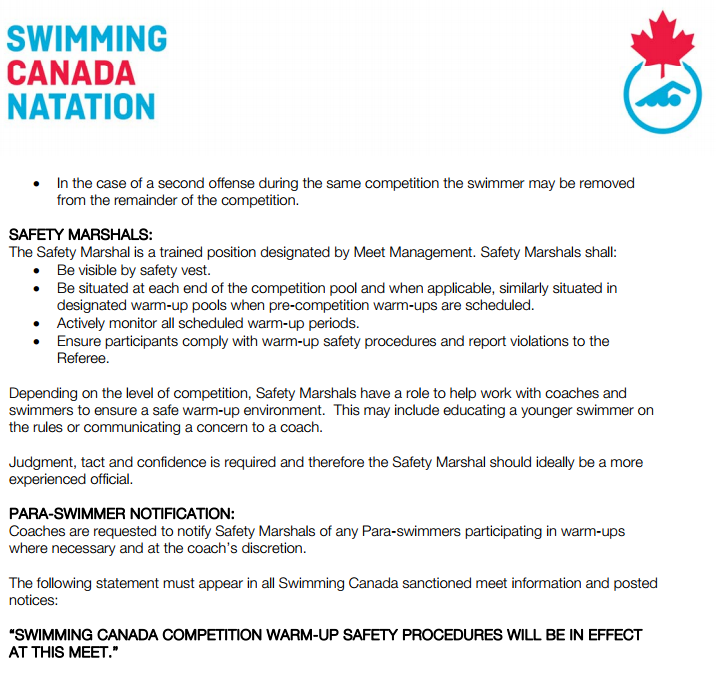 SWIMMING
CANADA
NATATION
• In the case of a second offense during the same competition the swimmer may be removed
from the remainder of the competition.
SAFETY MARSHALS:
The Safety Marshal is a trained position designated by Meet Management. Safety Marshals shall:
• Be visible by safety vest.
• Be situated at each end of the competition pool and when applicable, similarly situated in
designated warm-up pools when pre-competition warm-ups are scheduled.
• Actively monitor all scheduled warm-up periods.
• Ensure participants comply with warm-up safety procedures and report violations to the
Referee.
Depending on the level of competition, Safety Marshals have a role to help work with coaches and
swimmers to ensure a safe warm-up environment. This may include educating a younger swimmer on
the rules or communicating a concern to a coach.
Judgment, tact and confidence is required and therefore the Safety Marshal should ideally be a more
experienced official.
PARA-SWIMMER NOTIFICATION:
Coaches are requested to notify Safety Marshals of any Para-swimmers participating in warm-ups
where necessary and at the coach's discretion.
The following statement must appear in all Swimming Canada sanctioned meet information and posted
notices:
"SWIMMING CANADA COMPETITION WARM-UP SAFETY PROCEDURES WILL BE IN EFFECT
AT THIS MEET."